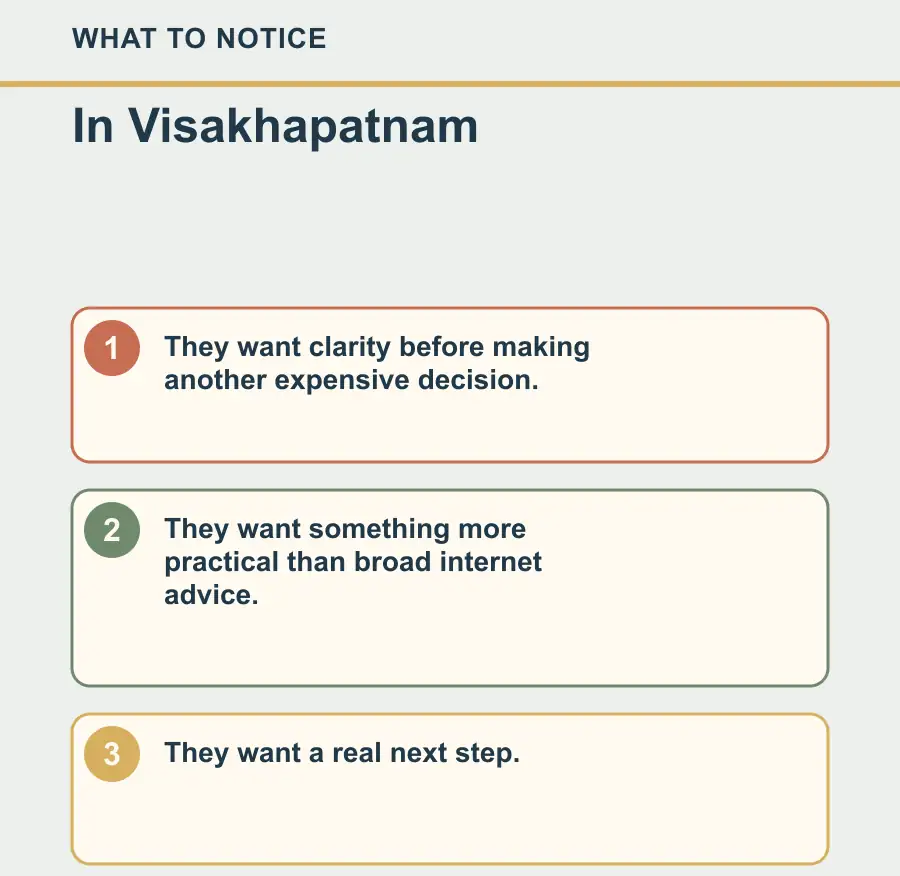 WHAT TO NOTICE
In Visakhapatnam
1
They want clarity before making
another expensive decision.
2
They want something more
practical than broad internet
advice.
3
They want a real next step.